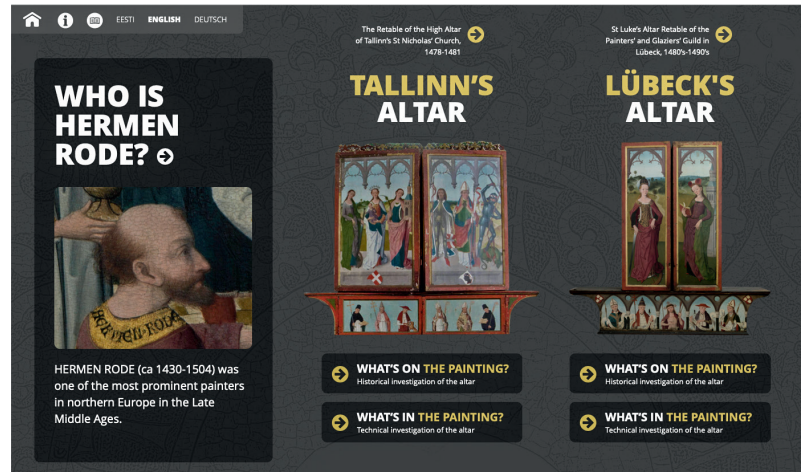 EESTI ENGLISH DEUTSCH
WHO IS
HERMEN
RODE?
HERMEN RODE
HERMEN RODE (ca 1430-1504) was
one of the most prominent painters
in northern Europe in the Late
Middle Ages.
The Retable of the High Altar
of Tallinn's St Nicholas' Church,
1478-1481
TALLINN'S
ALTAR
WHAT'S ON THE PAINTING?
Historical investigation of the altar
WHAT'S IN THE PAINTING?
Technical investigation of the altar
St Luke's Altar Retable of the
Painters' and Glaziers' Guild in
Lübeck, 1480's-1490's
LÜBECK'S
ALTAR
WHAT'S ON THE PAINTING?
Historical investigation of the altar
WHAT'S IN THE PAINTING?
Technical investigation of the altar